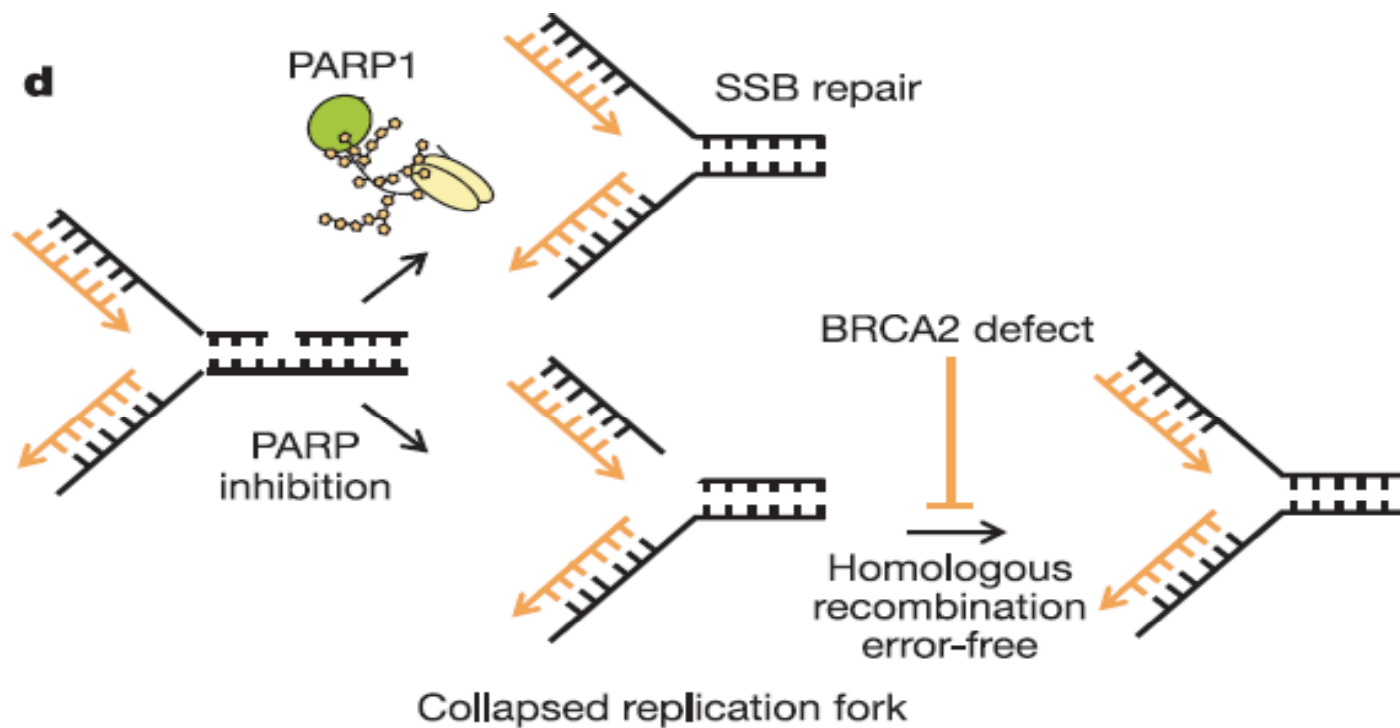 d
PARP1
SSB repair
PARP
inhibition
BRCA2 defect
Homologous
recombination
error-free
Collapsed replication fork